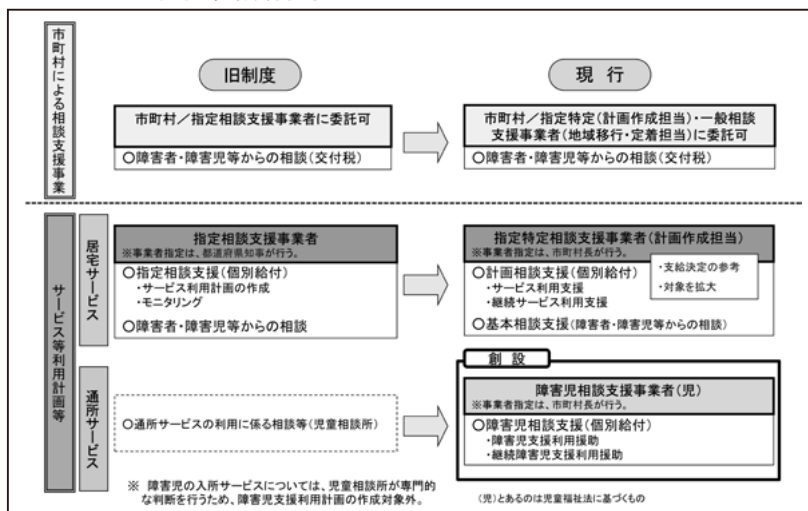 市町村による相談支援事業
旧制度
現 行
市町村／指定相談支援事業者に委託可
○障害者・障害児等からの相談(交付税)
市町村／指定特定(計画作成担当)・一般相談
支援事業者(地域移行・定着担当)に委託可
○障害者・障害児等からの相談(交付税)
サービス等利用計画等
居宅サービス
指定相談支援事業者
※事業者指定は、都道府県知事が行う。
○指定相談支援(個別給付)
・サービス利用計画の作成
・モニタリング
○障害者・障害児等からの相談
指定特定相談支援事業者(計画作成担当)
※事業者指定は、市町村長が行う。
○計画相談支援(個別給付)
・サービス利用支援
・継続サービス利用支援
・支給決定の参考
・対象を拡大
○基本相談支援(障害者・障害児等からの相談)
通所サービス
○通所サービスの利用に係る相談等(児童相談所)
創 設
障害児相談支援事業者(児)
※事業者指定は、市町村長が行う。
○障害児相談支援(個別給付)
・障害児支援利用援助
・継続障害児支援利用援助
※ 障害児の入所サービスについては、児童相談所が専門的
な判断を行うため、障害児支援利用計画の作成対象外。
(児)とあるのは児童福祉法に基づくもの